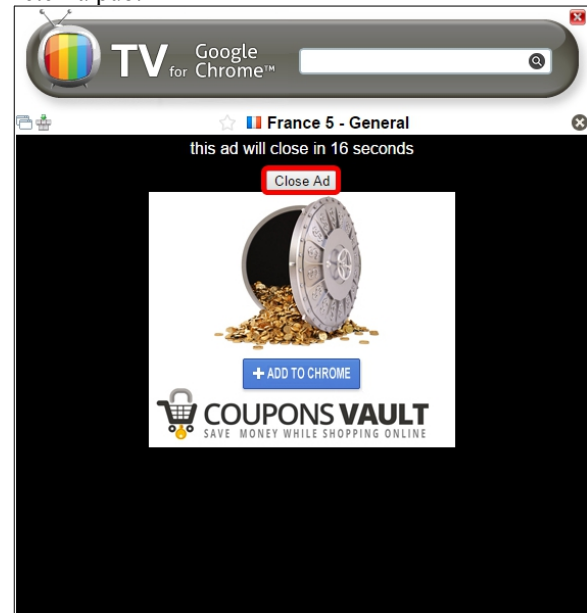 TV for Google Chrome™
France 5 - General
this ad will close in 16 seconds
Close Ad
+ ADD TO CHROME
COUPONS VAULT
SAVE MONEY WHILE SHOPPING ONLINE